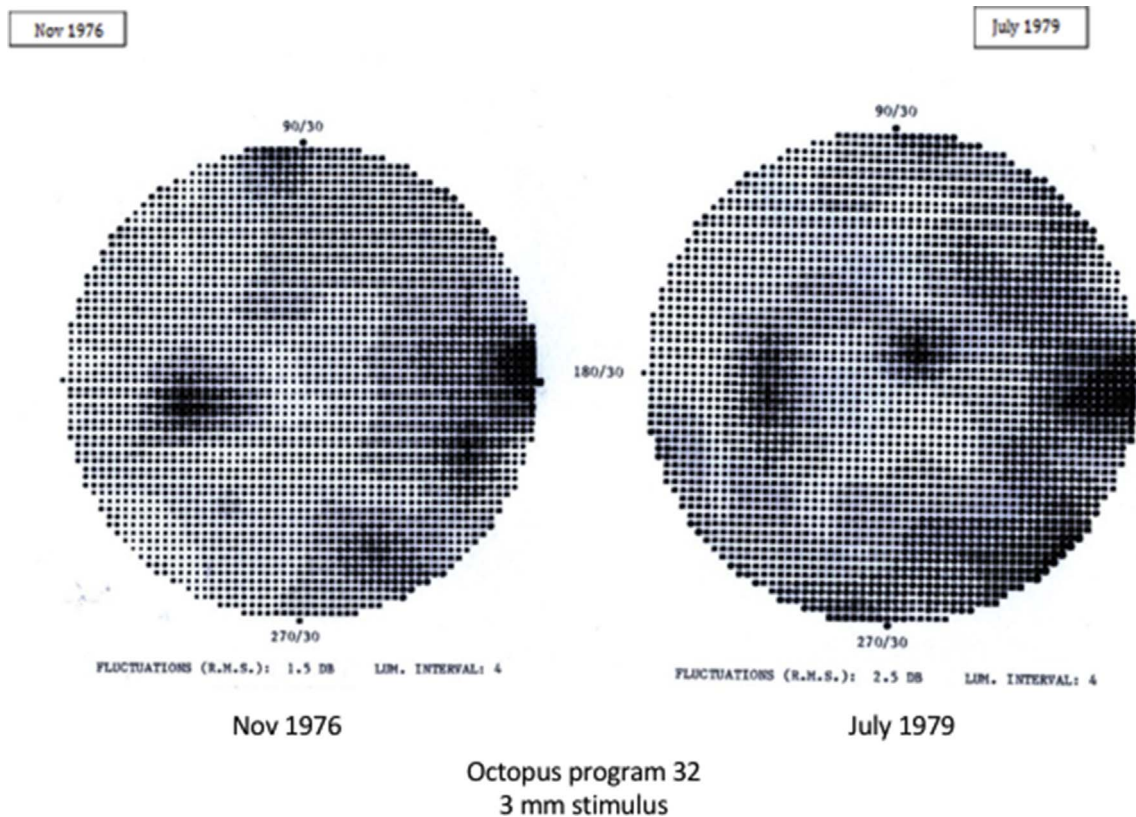 Nov 1976
July 1979
90/30
90/30
180/30
270/30
270/30
FLUCTUATIONS (R.M.S.): 1.5 DB LUM. INTERVAL: 4
FLUCTUATIONS (R.M.S.): 2.5 DB LUM. INTERVAL: 4
Nov 1976
July 1979
Octopus program 32
3 mm stimulus